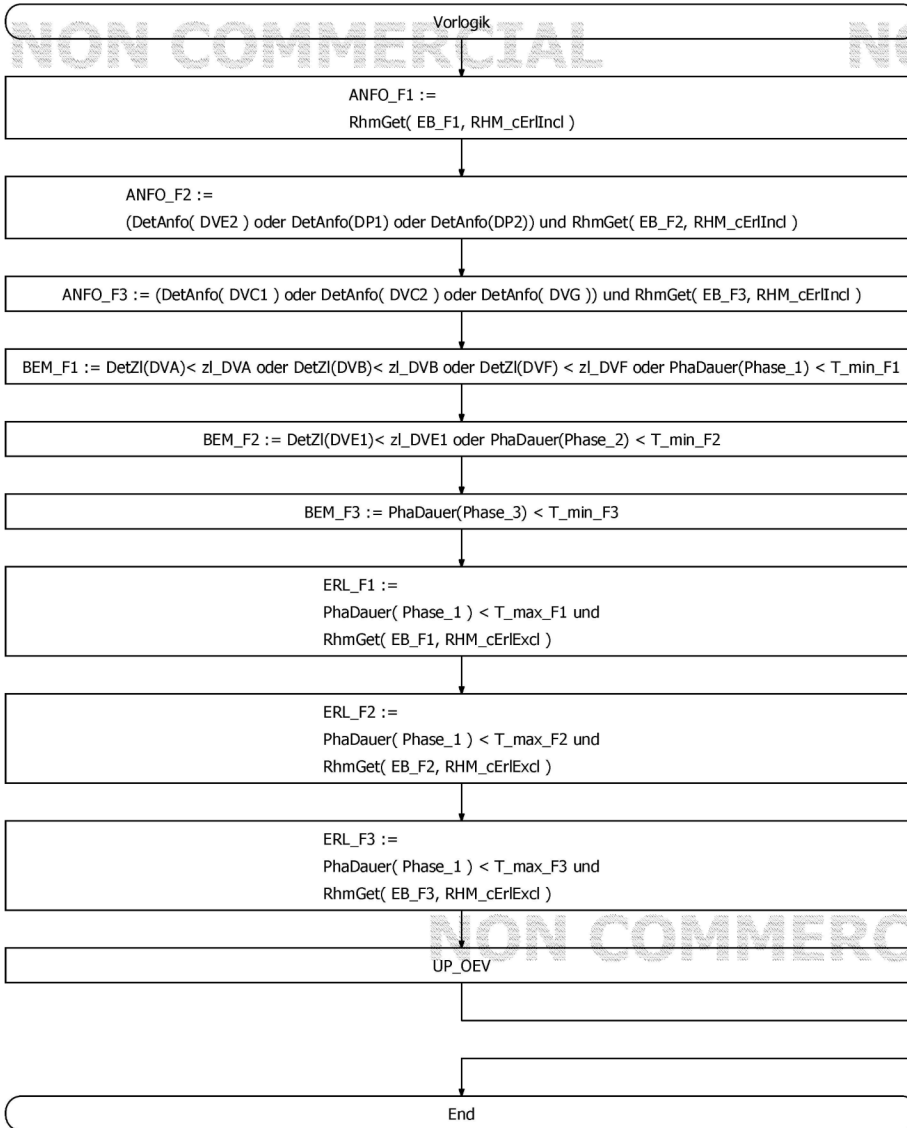 Vorlogik
NON COMMERCIAL
NO
ANFO_F1 :=
RhmGet( EB_F1, RHM_cErlIncl )
ANFO_F2 :=
(DetAnfo( DVE2 ) oder DetAnfo(DP1) oder DetAnfo(DP2)) und RhmGet( EB_F2, RHM_cErlIncl )
ANFO_F3 := (DetAnfo( DVC1 ) oder DetAnfo( DVC2 ) oder DetAnfo( DVG )) und RhmGet( EB_F3, RHM_cErlIncl )
BEM_F1 := DetZl(DVA)< zl_DVA oder DetZl(DVB)< zl_DVB oder DetZl(DVF) < zl_DVF oder PhaDauer(Phase_1) < T_min_F1
BEM_F2 := DetZl(DVE1)< zl_DVE1 oder PhaDauer(Phase_2) < T_min_F2
BEM_F3 := PhaDauer(Phase_3) < T_min_F3
ERL_F1 :=
PhaDauer( Phase_1 ) < T_max_F1 und
RhmGet( EB_F1, RHM_cErlExcl )
ERL_F2 :=
PhaDauer( Phase_1 ) < T_max_F2 und
RhmGet( EB_F2, RHM_cErlExcl )
ERL_F3 :=
PhaDauer( Phase_1 ) < T_max_F3 und
RhmGet( EB_F3, RHM_cErlExcl )
NON COMMERC
UP_OEV
End